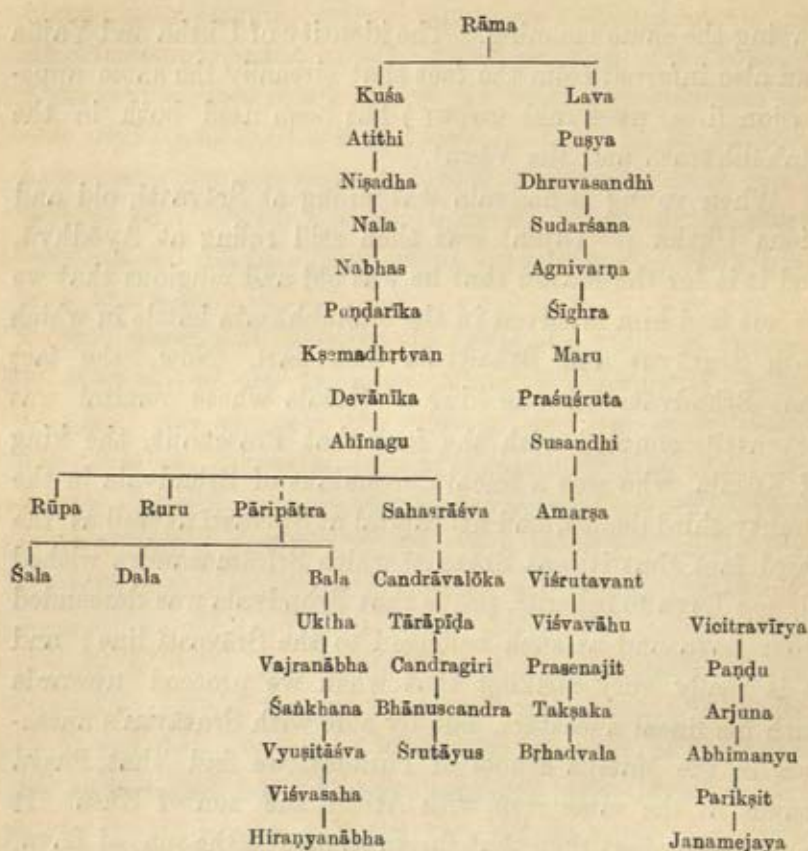 Rāma
Kuśa Lava
Atithi Puṣya
Niṣadha Dhruvasandhi
Nala Sudarśana
Nabhas Agnivarṇa
Puṇḍarīka Śīghra
Kṣemadhṛtvan Maru
Devānīka Praśuśruta
Ahīnagu Susandhi
Rūpa Ruru Pāripātra Sahasrāśva Amarṣa
Śala Dala Bala Candrāvalōka Viśrutavant
Uktha Tārāpīḍa Viśvavāhu Vicitravīrya
Vajranābha Candragiri Prasenajit Paṇḍu
Śaṅkhana Bhānuscandra Takṣaka Arjuna
Vyuṣitāśva Śrutāyus Bṛhadvala Abhimanyu
Viśvasaha Parikṣit
Hiraṇyanābha Janamejaya